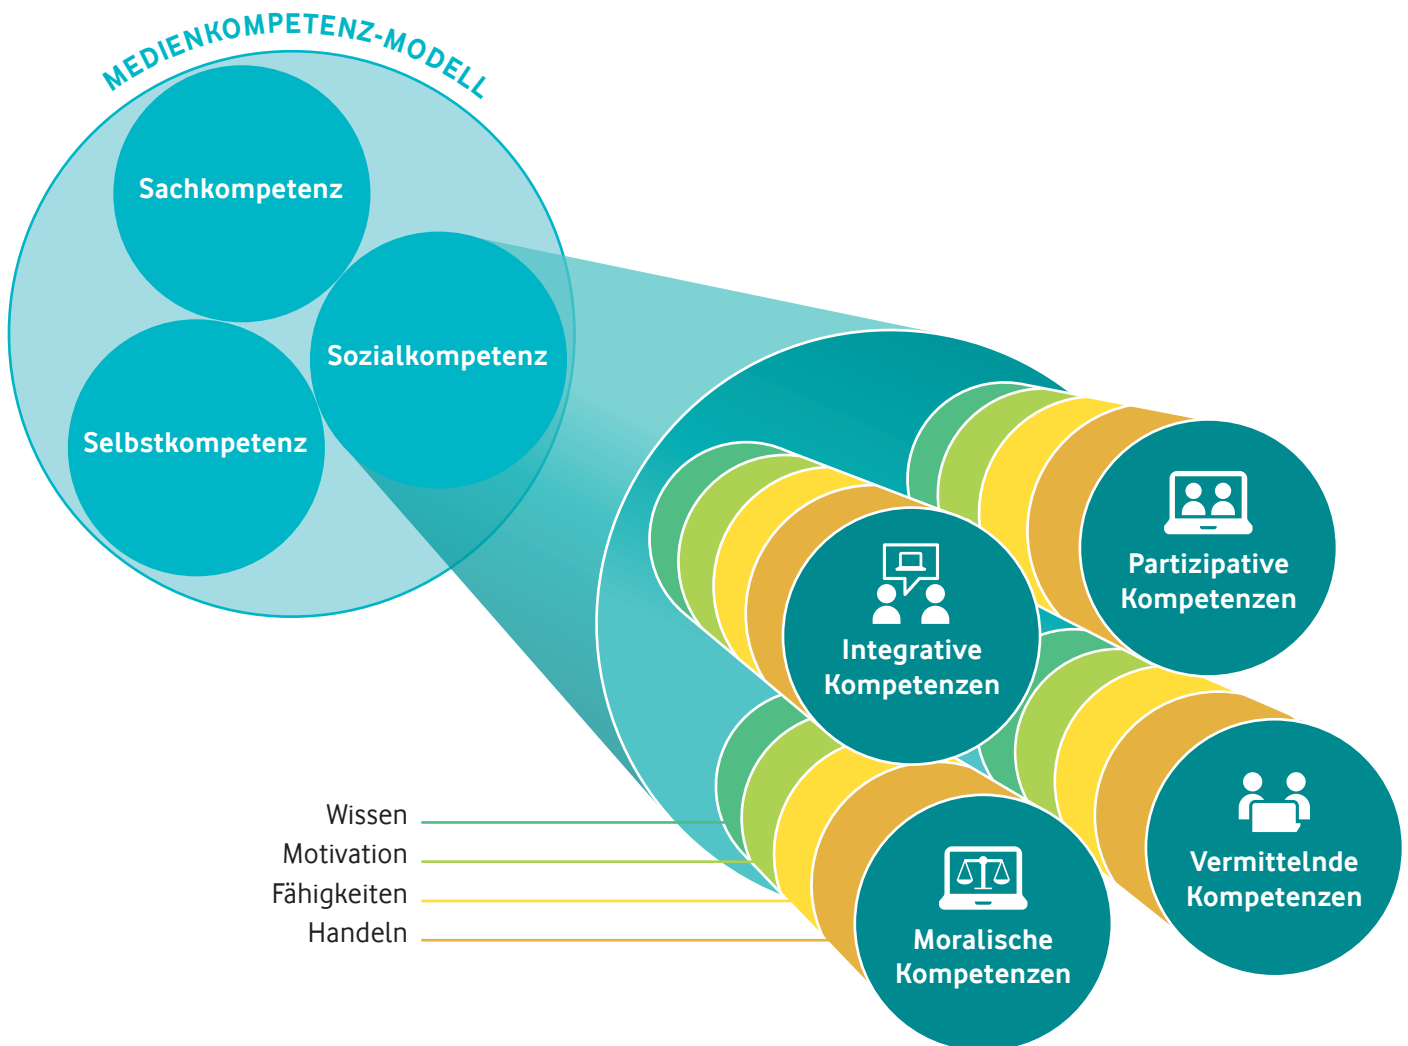 MEDIENKOMPETENZ-MODELL
Sachkompetenz
Sozialkompetenz
Selbstkompetenz
Partizipative
Kompetenzen
Integrative
Kompetenzen
Vermittelnde
Kompetenzen
Moralische
Kompetenzen
Wissen
Motivation
Fähigkeiten
Handeln